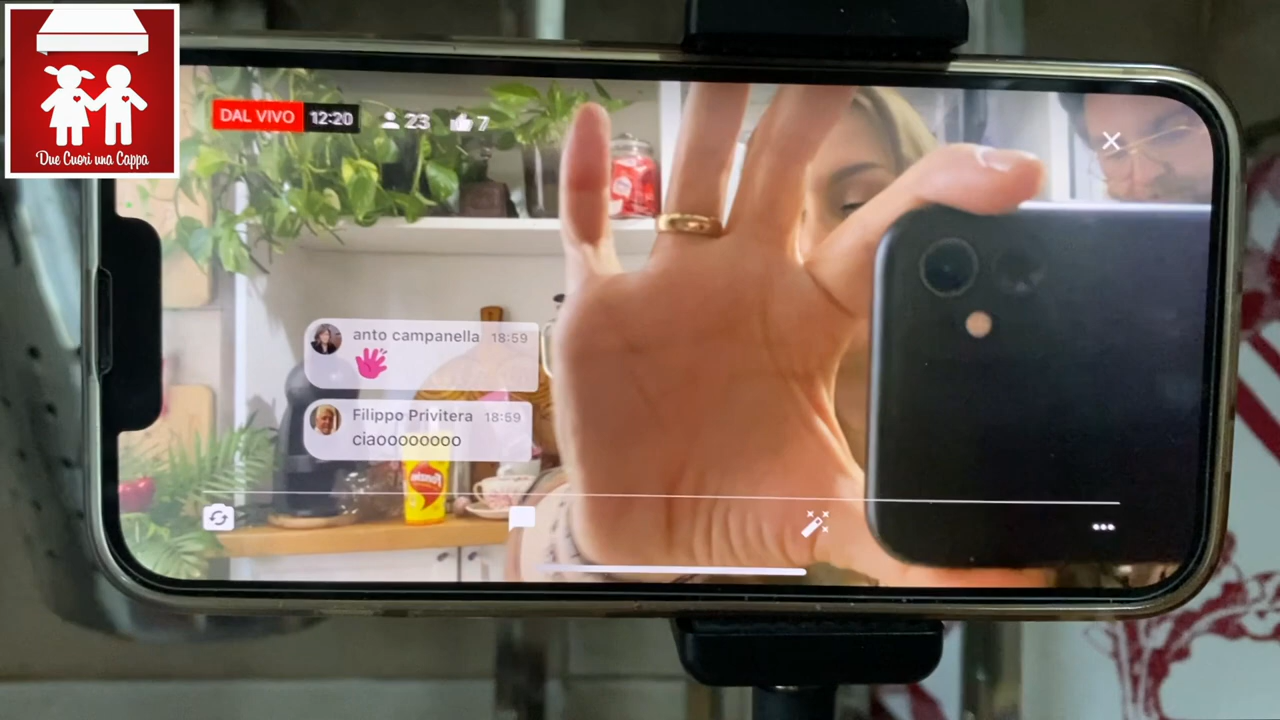 Due Cuori una Cappa
DAL VIVO 12:20 23 7
anto campanella 18:59
Filippo Privitera 18:59
ciaooooooooo